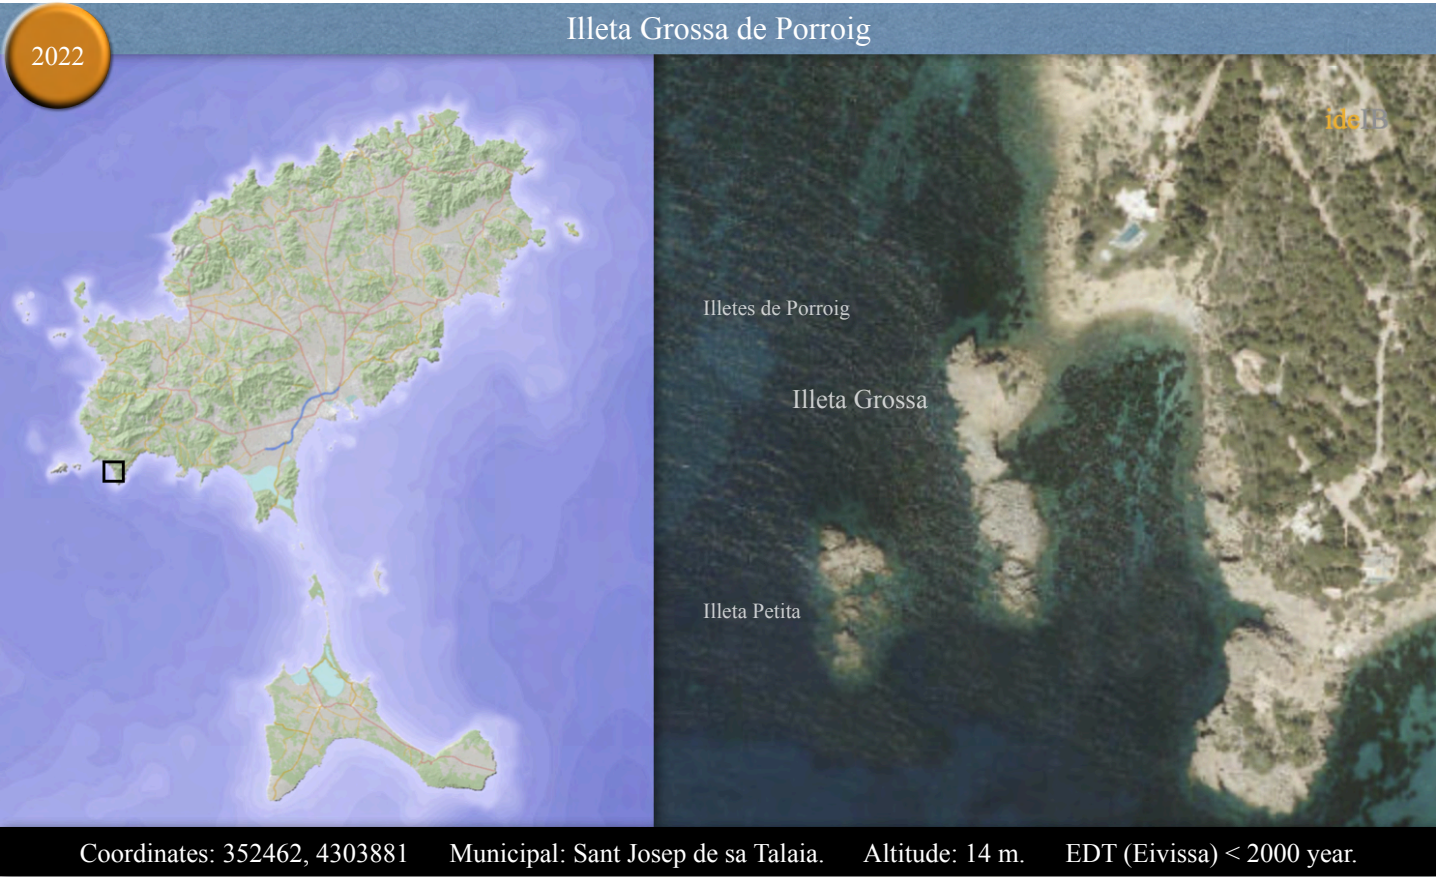 Illeta Grossa de Porroig
2022
ideIB
Illetes de Porroig
Illeta Grossa
Illeta Petita
Coordinates: 352462, 4303881 Municipal: Sant Josep de sa Talaia. Altitude: 14 m. EDT (Eivissa) < 2000 year.